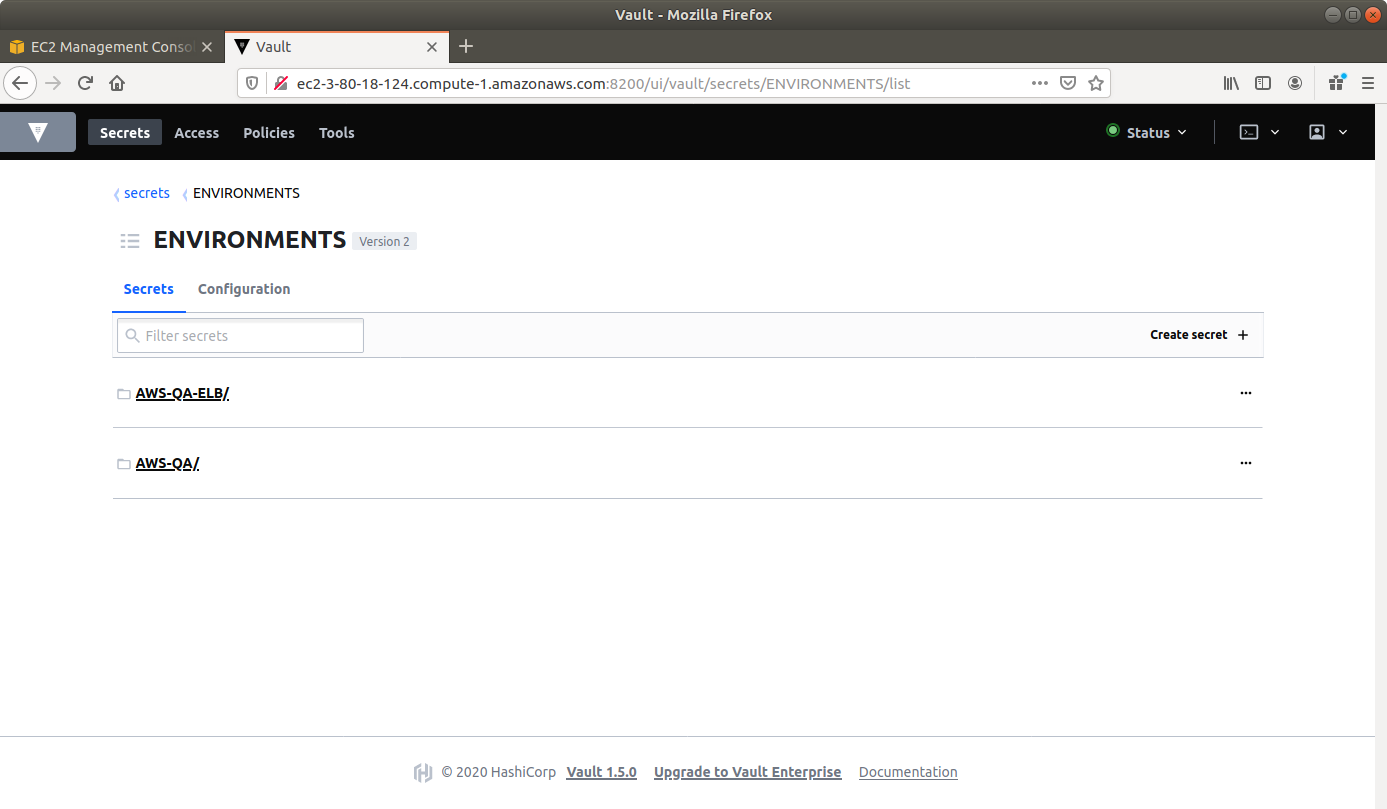 Vault - Mozilla Firefox
EC2 Management Conso
Vault
ec2-3-80-18-124.compute-1.amazonaws.com:8200/ui/vault/secrets/ENVIRONMENTS/list
Secrets Access Policies Tools Status
secrets ENVIRONMENTS
ENVIRONMENTS Version 2
Secrets Configuration
Filter secrets Create secret +
AWS-QA-ELB/
AWS-QA/
© 2020 HashiCorp Vault 1.5.0 Upgrade to Vault Enterprise Documentation